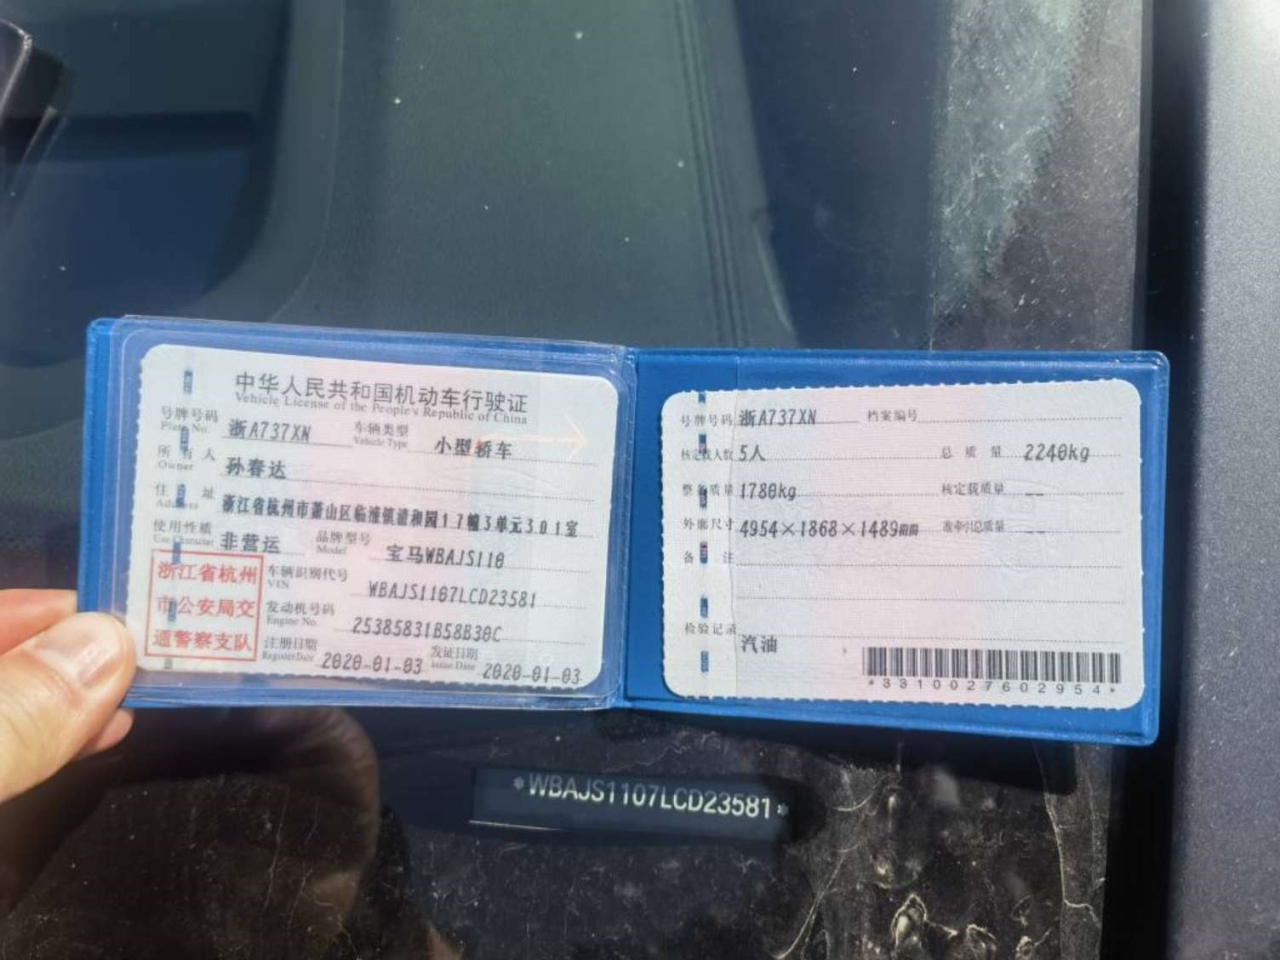 中华人民共和国机动车行驶证
Vehicle License of the People's Republic of China
号牌号码 浙A737XN 车辆类型 小型轿车
Plate No. Vehicle Type
所有人 孙春达
Owner
住址 浙江省杭州市萧山区临浦镇清和园17幢3单元301室
Address
使用性质 非营运 品牌型号 宝马WBAJS110
Use Character Model
浙江省杭州
市公安局交
通警察支队
车辆识别代号 WBAJS1107LCD23581
VIN
发动机号码 25385831B58B30C
Engine No.
注册日期 2020-01-03 发证日期 2020-01-03
Register Date Issue Date
号牌号码 浙A737XN 档案编号
核定载人数 5人 总质量 2240kg
整备质量 1780kg 核定载质量 --
外廓尺寸 4954×1868×1489mm 准牵引总质量 --
备注
检验记录
汽油
*3310027602954*
*WBAJS1107LCD23581*